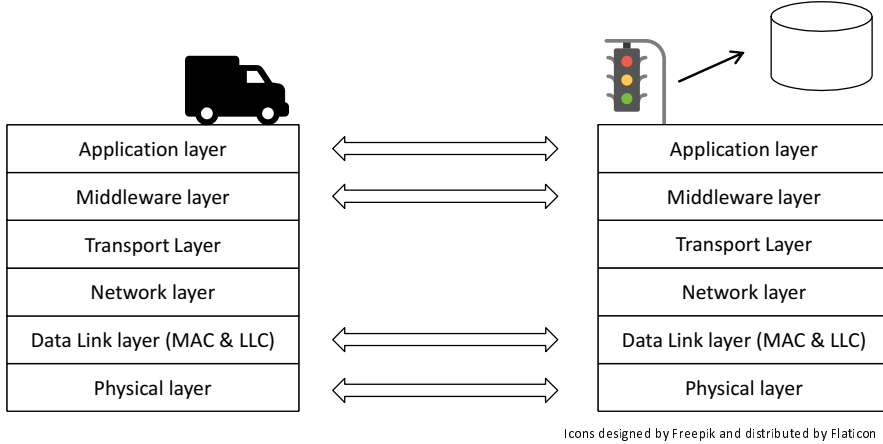 Application layer
Middleware layer
Transport Layer
Network layer
Data Link layer (MAC & LLC)
Physical layer
Application layer
Middleware layer
Transport Layer
Network layer
Data Link layer (MAC & LLC)
Physical layer
Icons designed by Freepik and distributed by Flaticon